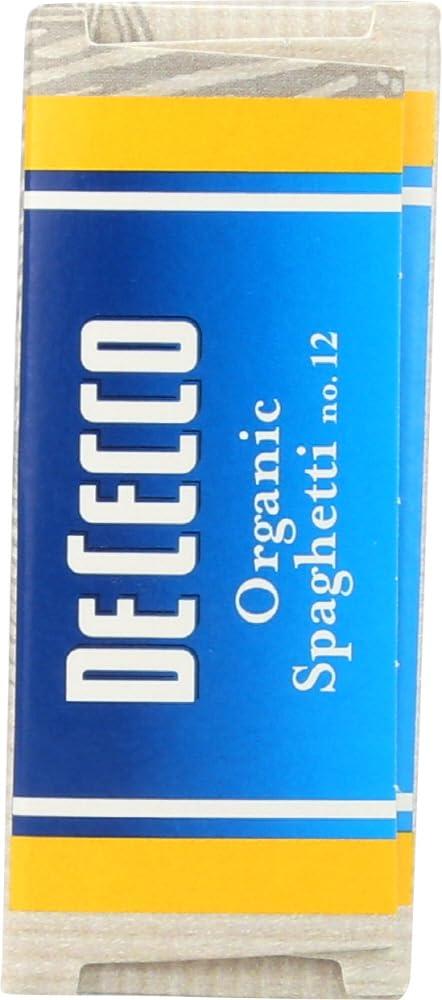 DE CECCO
Organic
Spaghetti no. 12